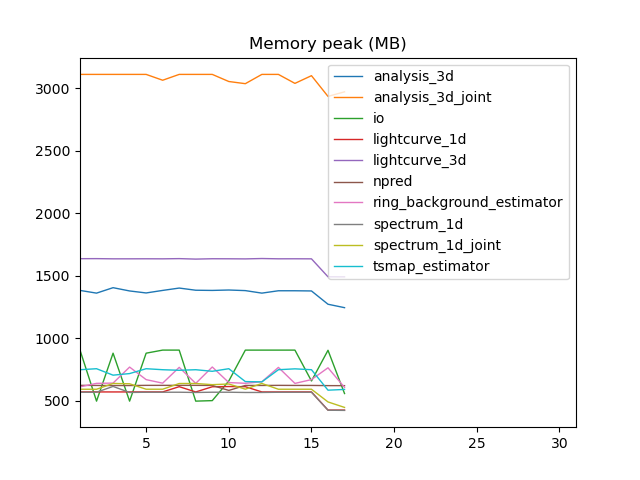 Memory peak (MB)
3000
2500
2000
1500
1000
500
5
10
15
20
25
30
analysis_3d
analysis_3d_joint
io
lightcurve_1d
lightcurve_3d
npred
ring_background_estimator
spectrum_1d
spectrum_1d_joint
tsmap_estimator